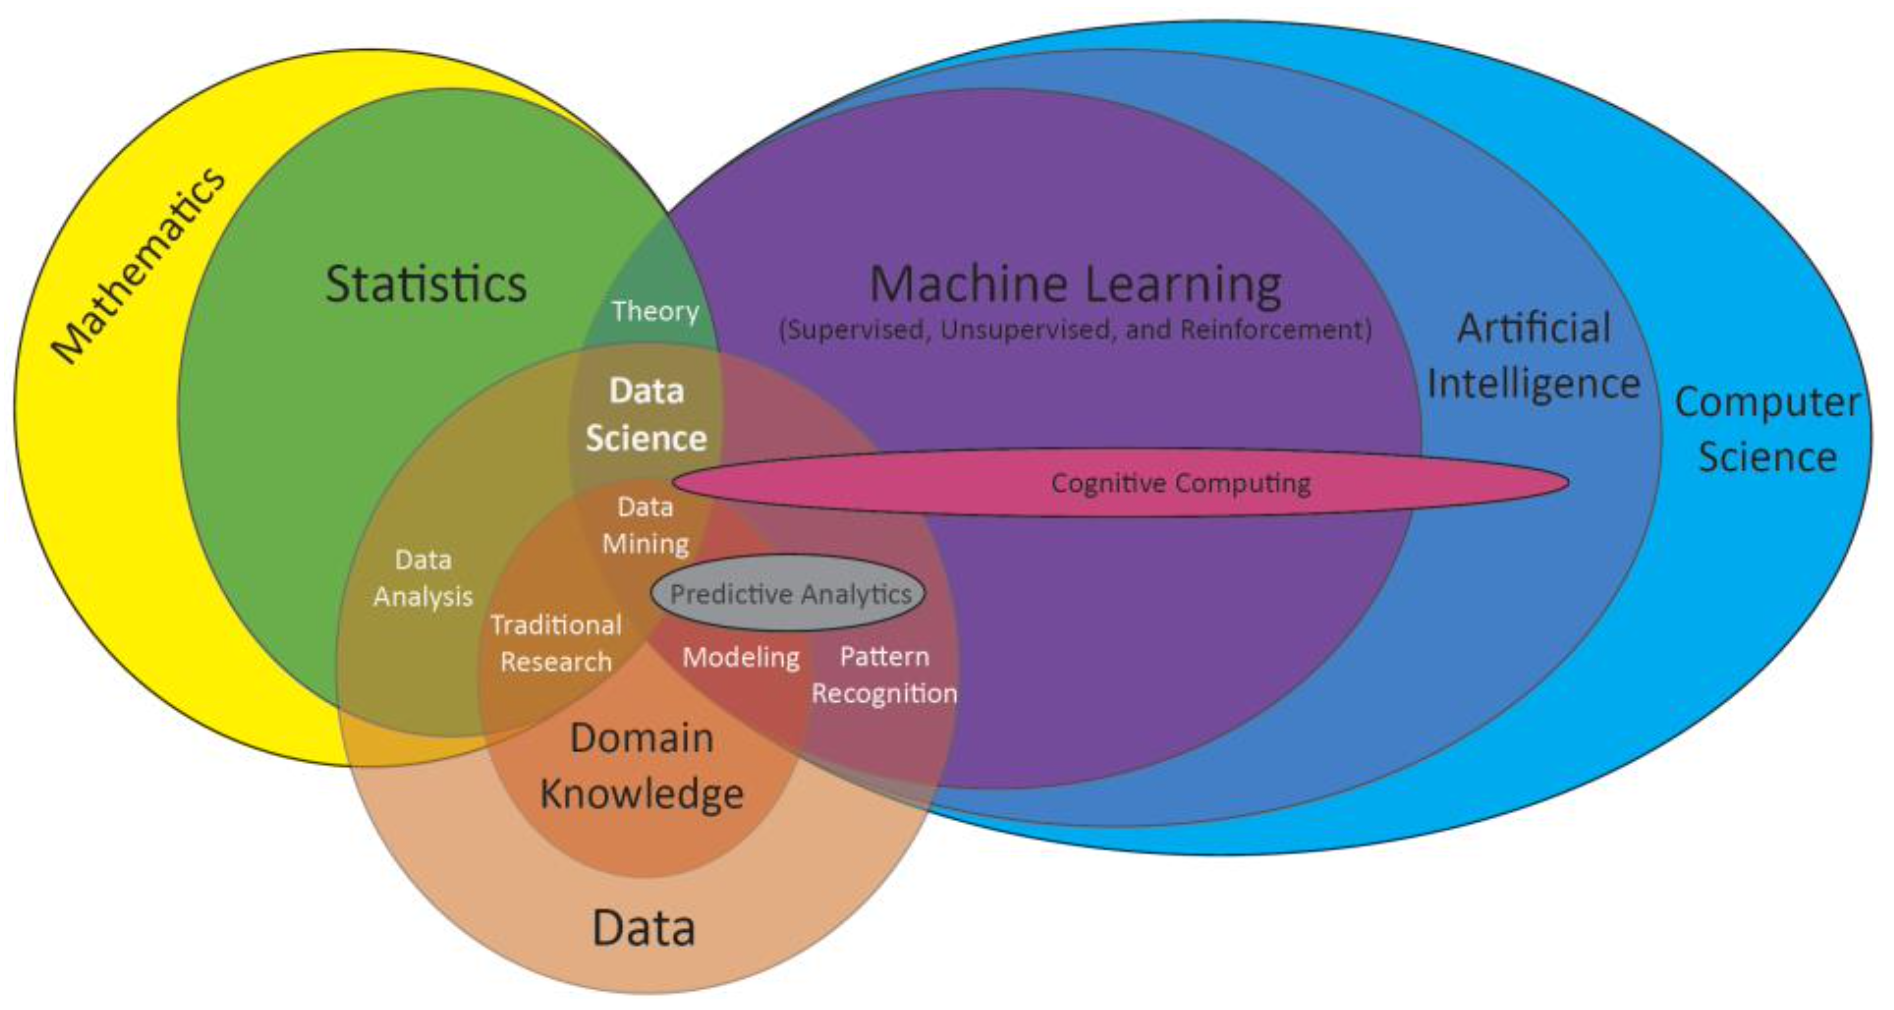 Mathematics
Statistics
Theory
Machine Learning
(Supervised, Unsupervised, and Reinforcement)
Artificial
Intelligence
Computer
Science
Data
Science
Cognitive Computing
Data
Mining
Data
Analysis
Predictive Analytics
Traditional
Research
Modeling
Pattern
Recognition
Domain
Knowledge
Data